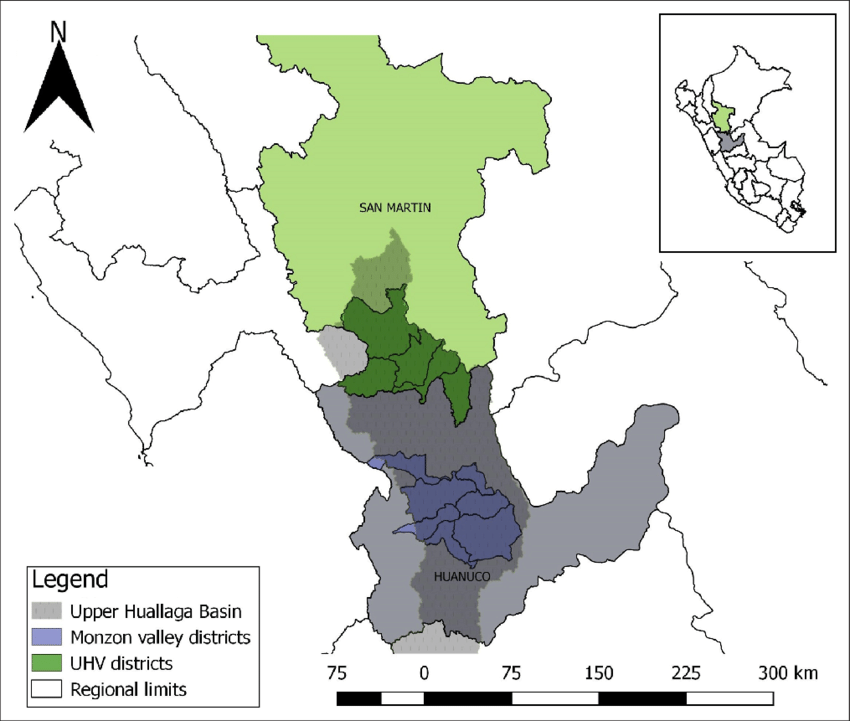 N
SAN MARTIN
HUANUCO
Legend
Upper Huallaga Basin
Monzon valley districts
UHV districts
Regional limits
75 0 75 150 225 300 km